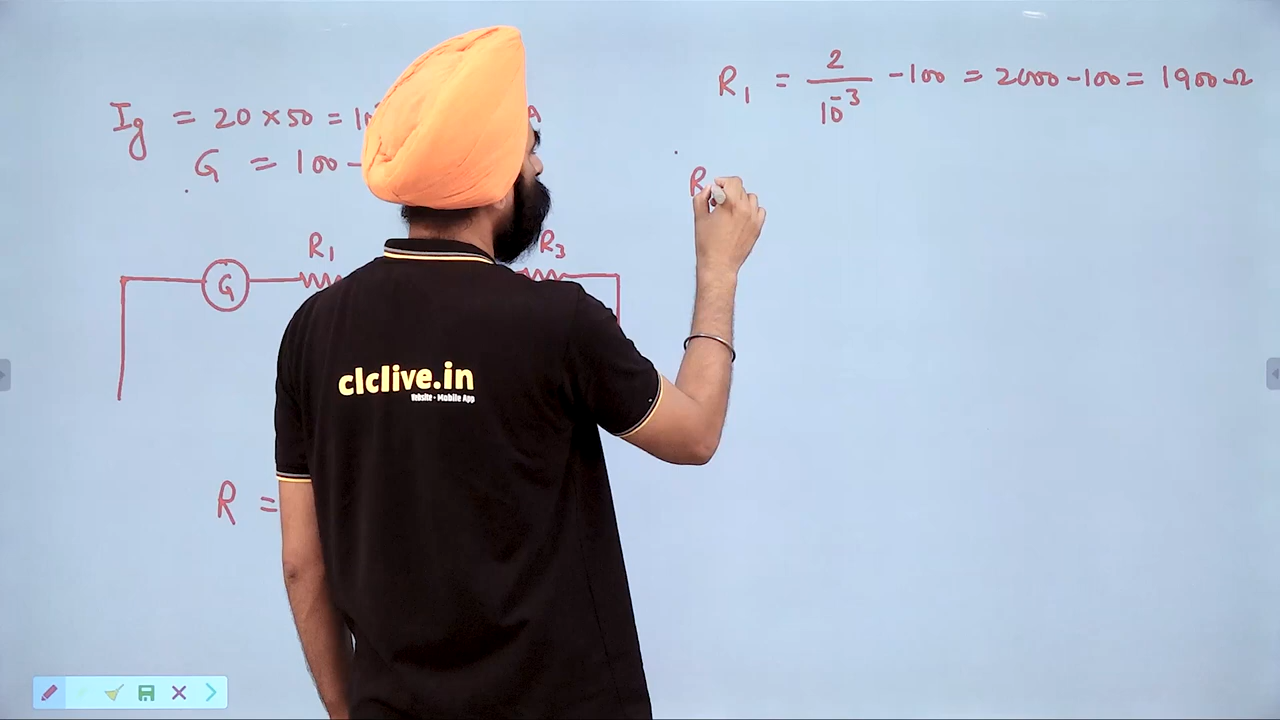 Ig = 20 × 50 = 10 A
G = 100 -
R₁ R₃
G
R =
R₁ = 2/10⁻³ - 100 = 2000 - 100 = 1900 Ω
R
clclive.in
Website - Mobile App